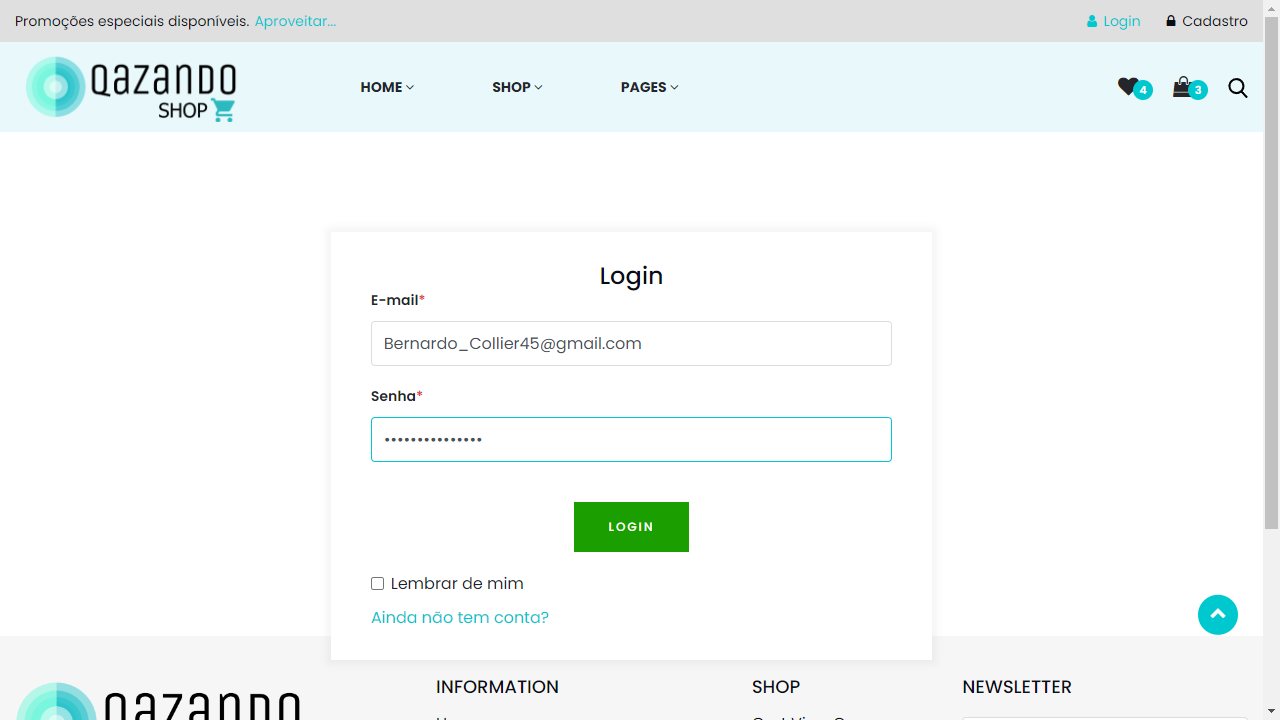 Promoções especiais disponíveis. Aproveitar...
Login
Cadastro
QAZANDO
SHOP
HOME
SHOP
PAGES
4
3
Login
E-mail*
Bernardo_Collier45@gmail.com
Senha*
•••••••••••••••
LOGIN
Lembrar de mim
Ainda não tem conta?
QAZANDO
INFORMATION
SHOP
NEWSLETTER